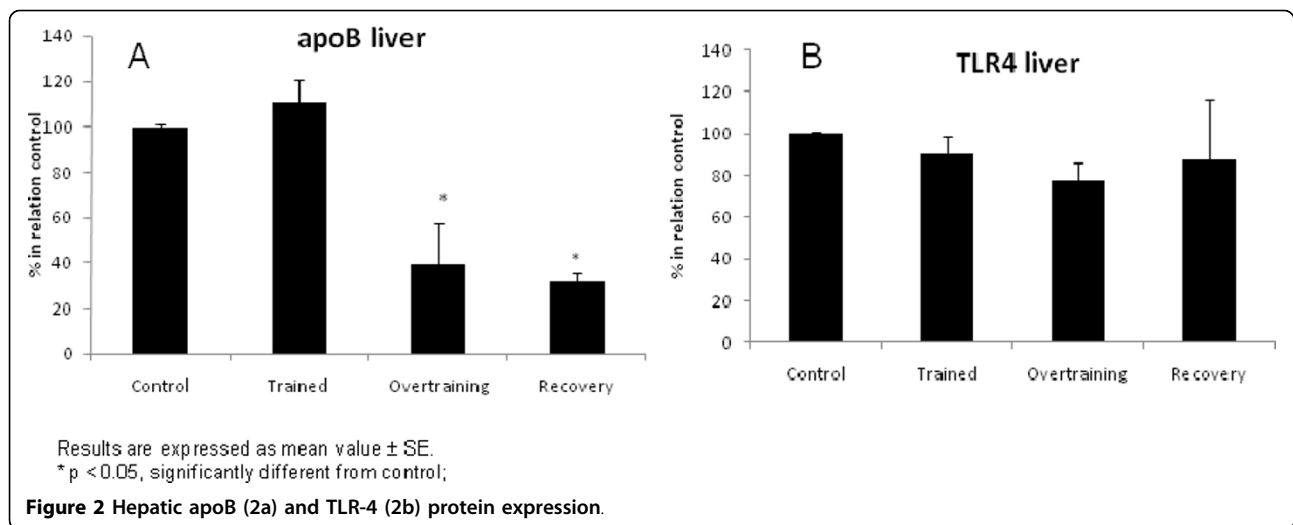 A
apoB liver
% in relation control
140
120
100
80
60
40
20
0
*
*
Control Trained Overtraining Recovery
B
TLR4 liver
% in relation control
140
120
100
80
60
40
20
0
Control Trained Overtraining Recovery
Results are expressed as mean value ± SE.
* p <0.05, significantly different from control;
Figure 2 Hepatic apoB (2a) and TLR-4 (2b) protein expression.